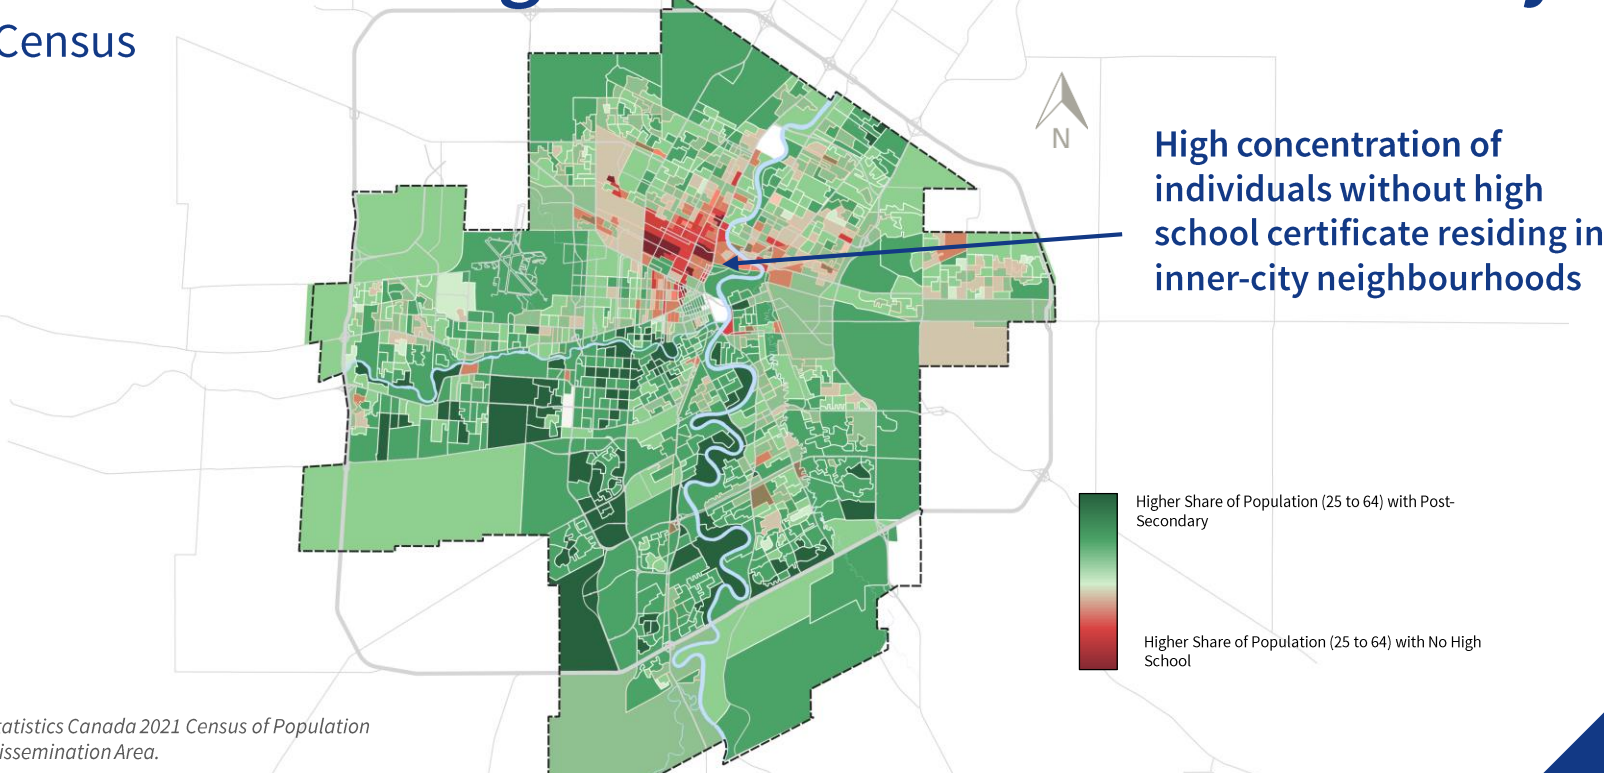 Census
N
High concentration of
individuals without high
school certificate residing in
inner-city neighbourhoods
Higher Share of Population (25 to 64) with Post-
Secondary
Higher Share of Population (25 to 64) with No High
School
tatistics Canada 2021 Census of Population
issemination Area.